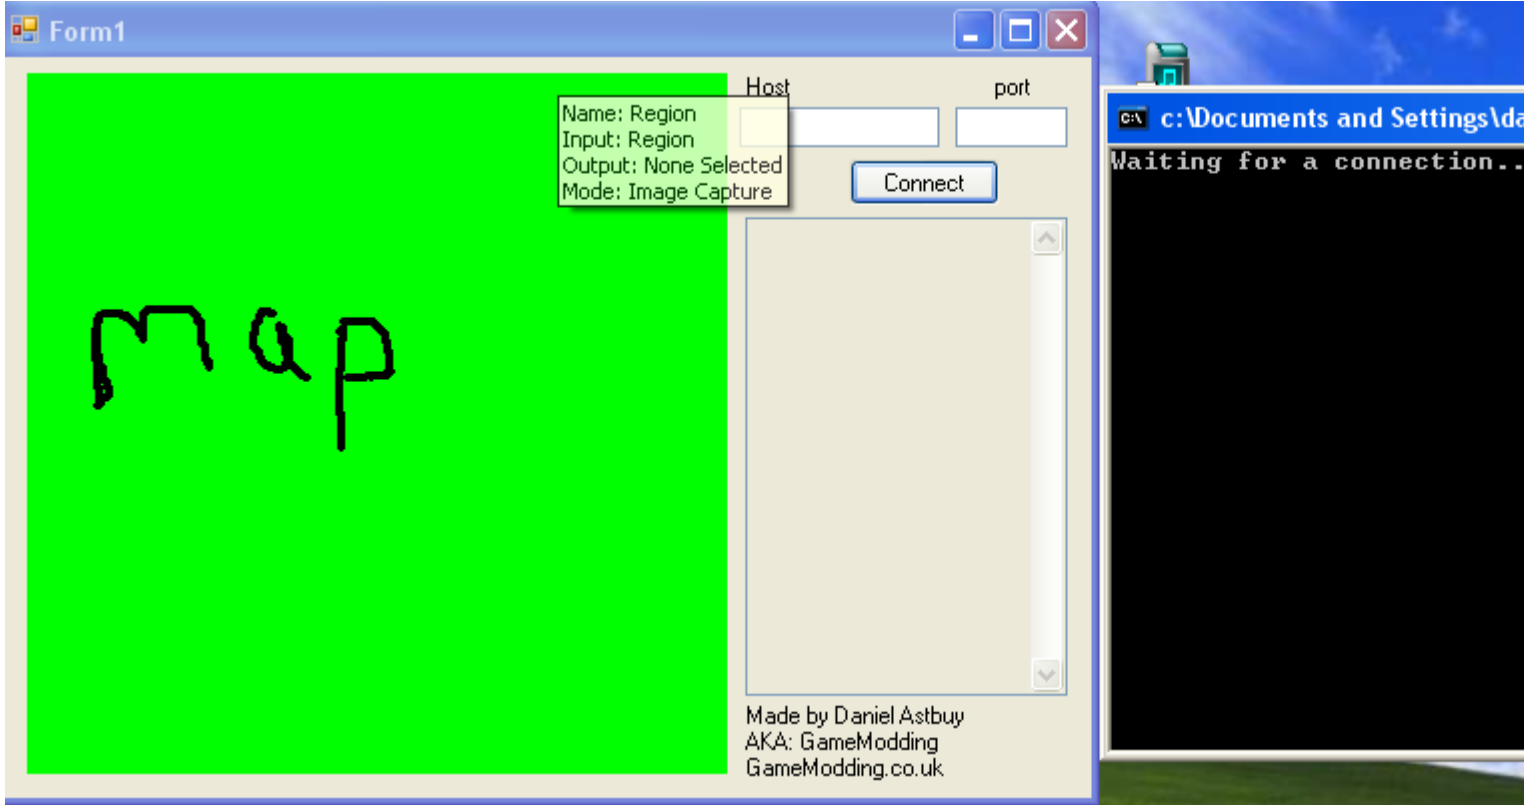 Form1
Host
port
Name: Region
Input: Region
Output: None Selected
Mode: Image Capture
Connect
map
Made by Daniel Astbuy
AKA: GameModding
GameModding.co.uk
c:\Documents and Settings\da
Waiting for a connection..